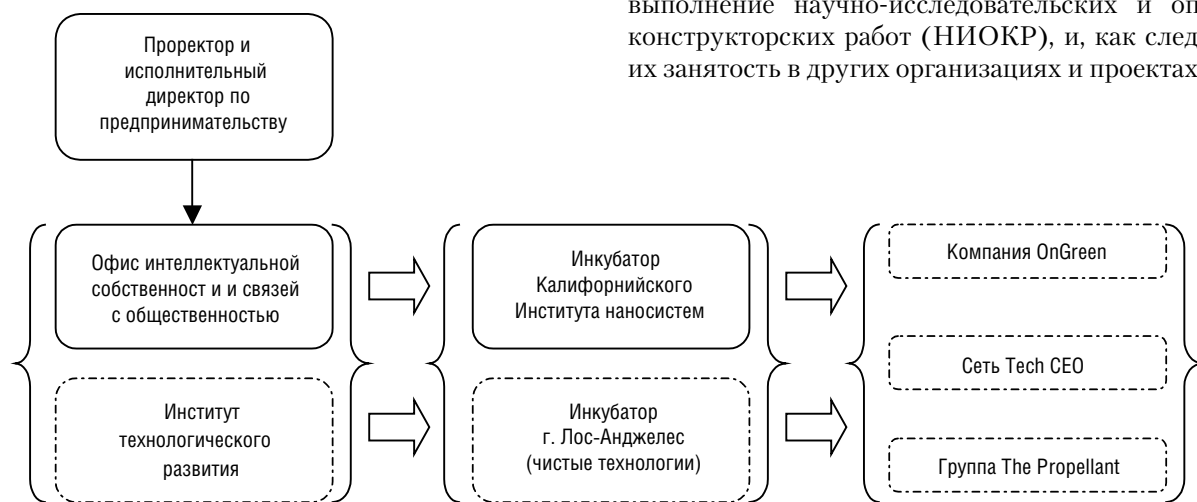 выполнение научно-исследовательских и оп
конструкторских работ (НИОКР), и, как след
их занятость в других организациях и проектах
Проректор и
исполнительный
директор по
предпринимательству
Офис интеллектуальной
собственност и и связей
с общественностью
Институт
технологического
развития
Инкубатор
Калифорнийского
Института наносистем
Инкубатор
г. Лос-Анджелес
(чистые технологии)
Компания OnGreen
Сеть Tech CEO
Группа The Propellant